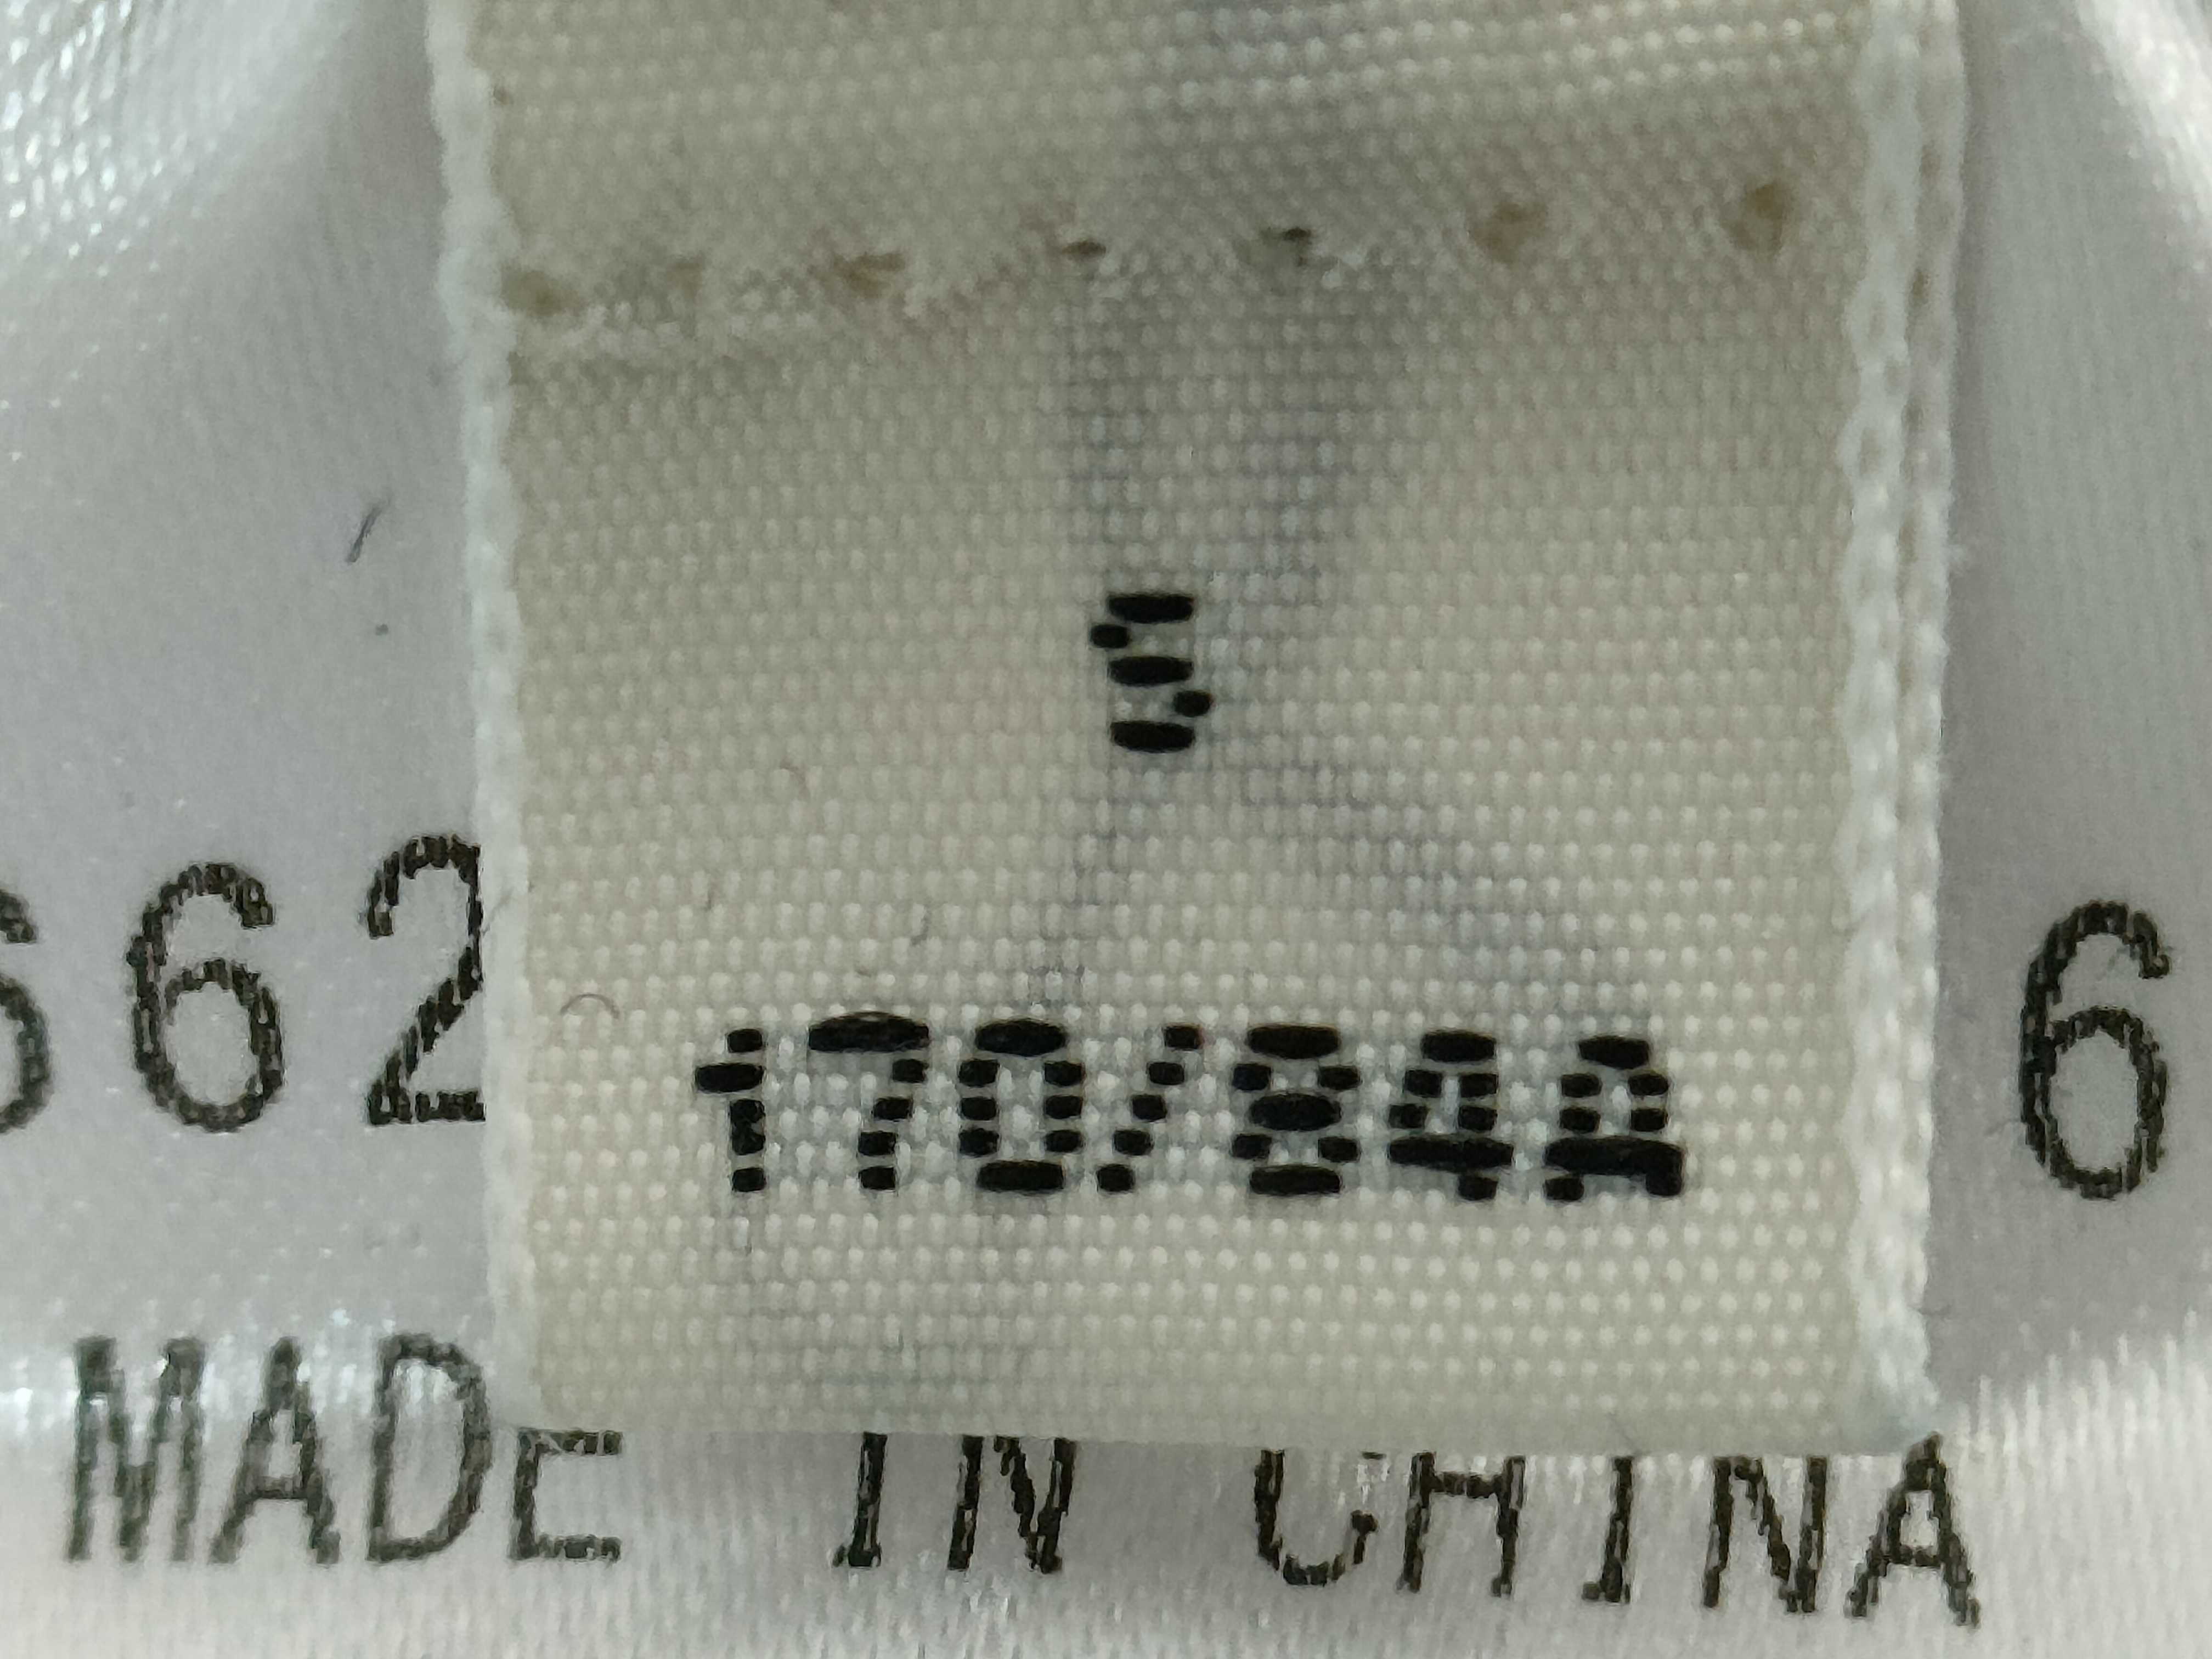 S
170/84A
662 6
MADE IN CHINA